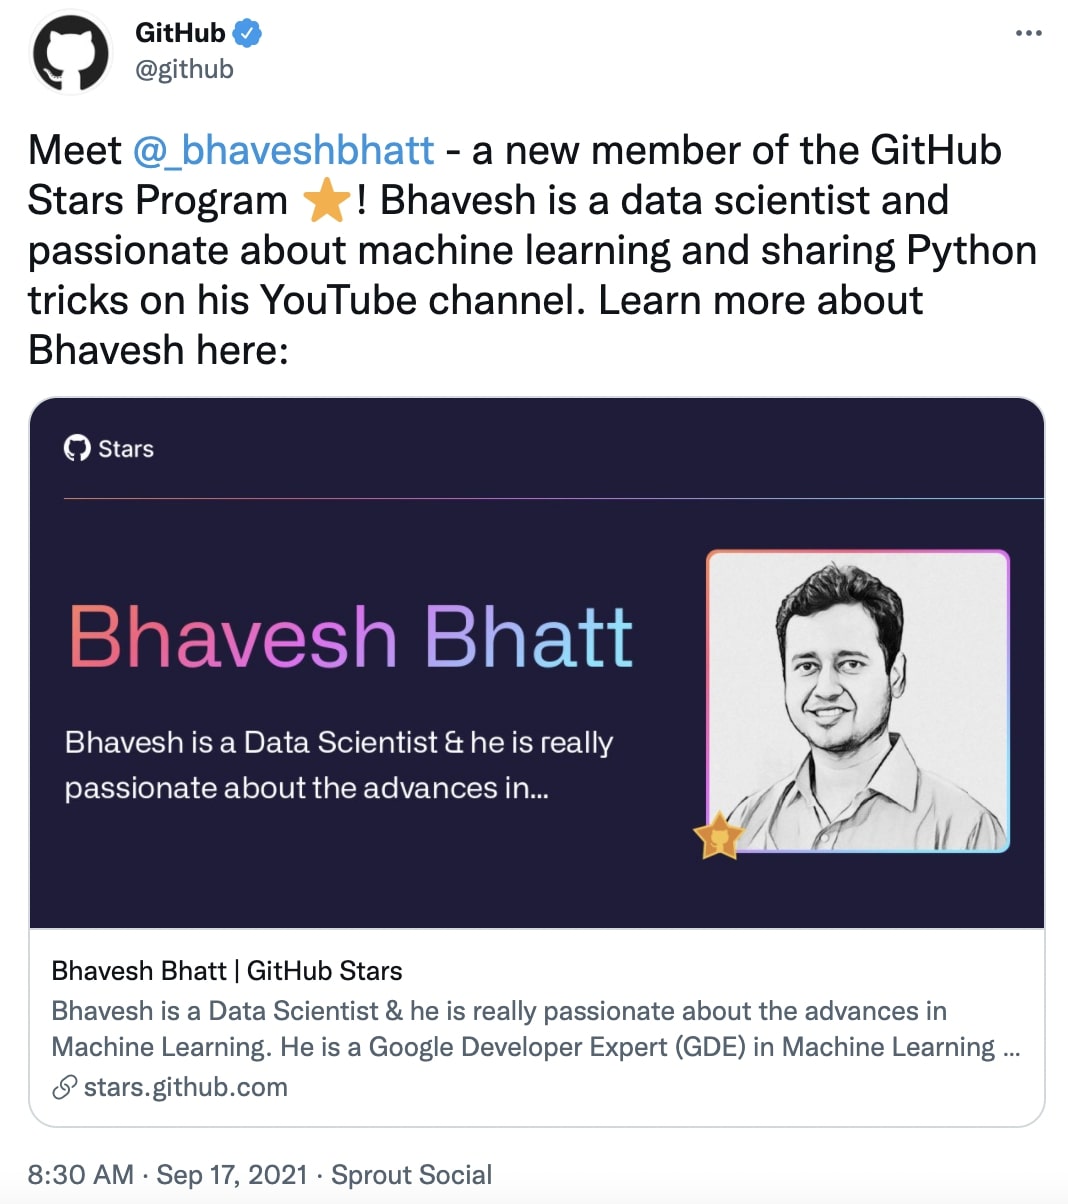 GitHub
@github
Meet @_bhaveshbhatt - a new member of the GitHub
Stars Program ⭐! Bhavesh is a data scientist and
passionate about machine learning and sharing Python
tricks on his YouTube channel. Learn more about
Bhavesh here:
Stars
Bhavesh Bhatt
Bhavesh is a Data Scientist & he is really
passionate about the advances in...
Bhavesh Bhatt | GitHub Stars
Bhavesh is a Data Scientist & he is really passionate about the advances in
Machine Learning. He is a Google Developer Expert (GDE) in Machine Learning ...
stars.github.com
8:30 AM · Sep 17, 2021 · Sprout Social